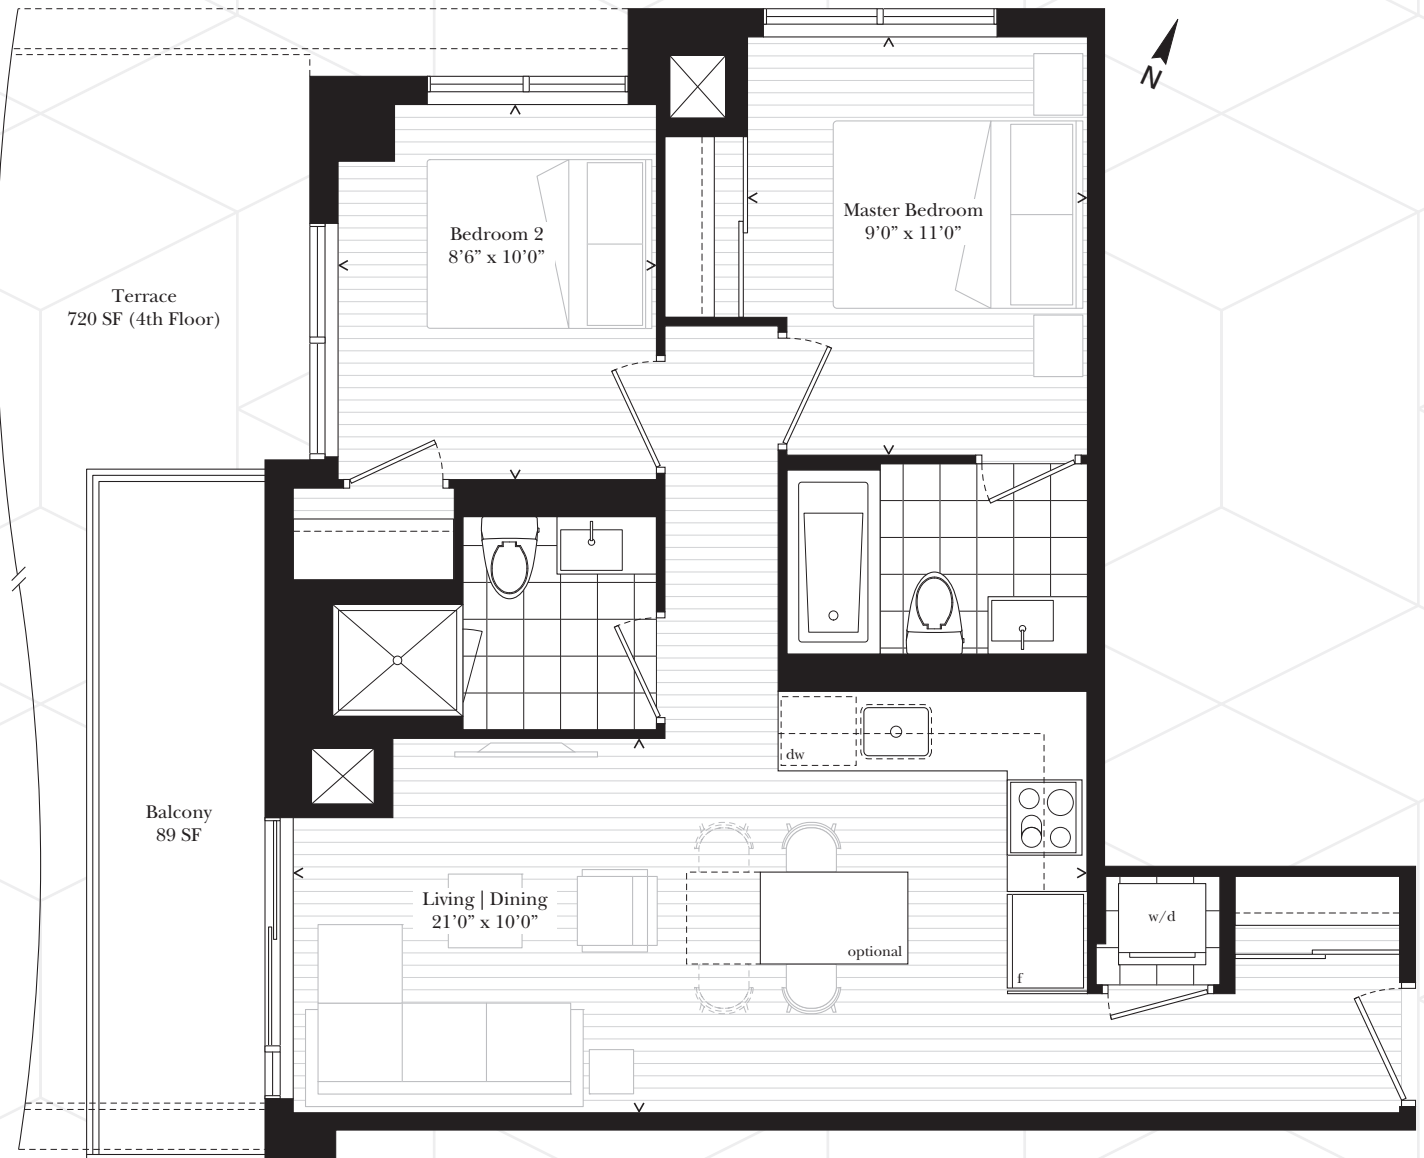 N
Master Bedroom
9’0” x 11’0”
Bedroom 2
8’6” x 10’0”
Terrace
720 SF (4th Floor)
dw
Balcony
89 SF
Living | Dining
21’0” x 10’0”
optional
f
w/d